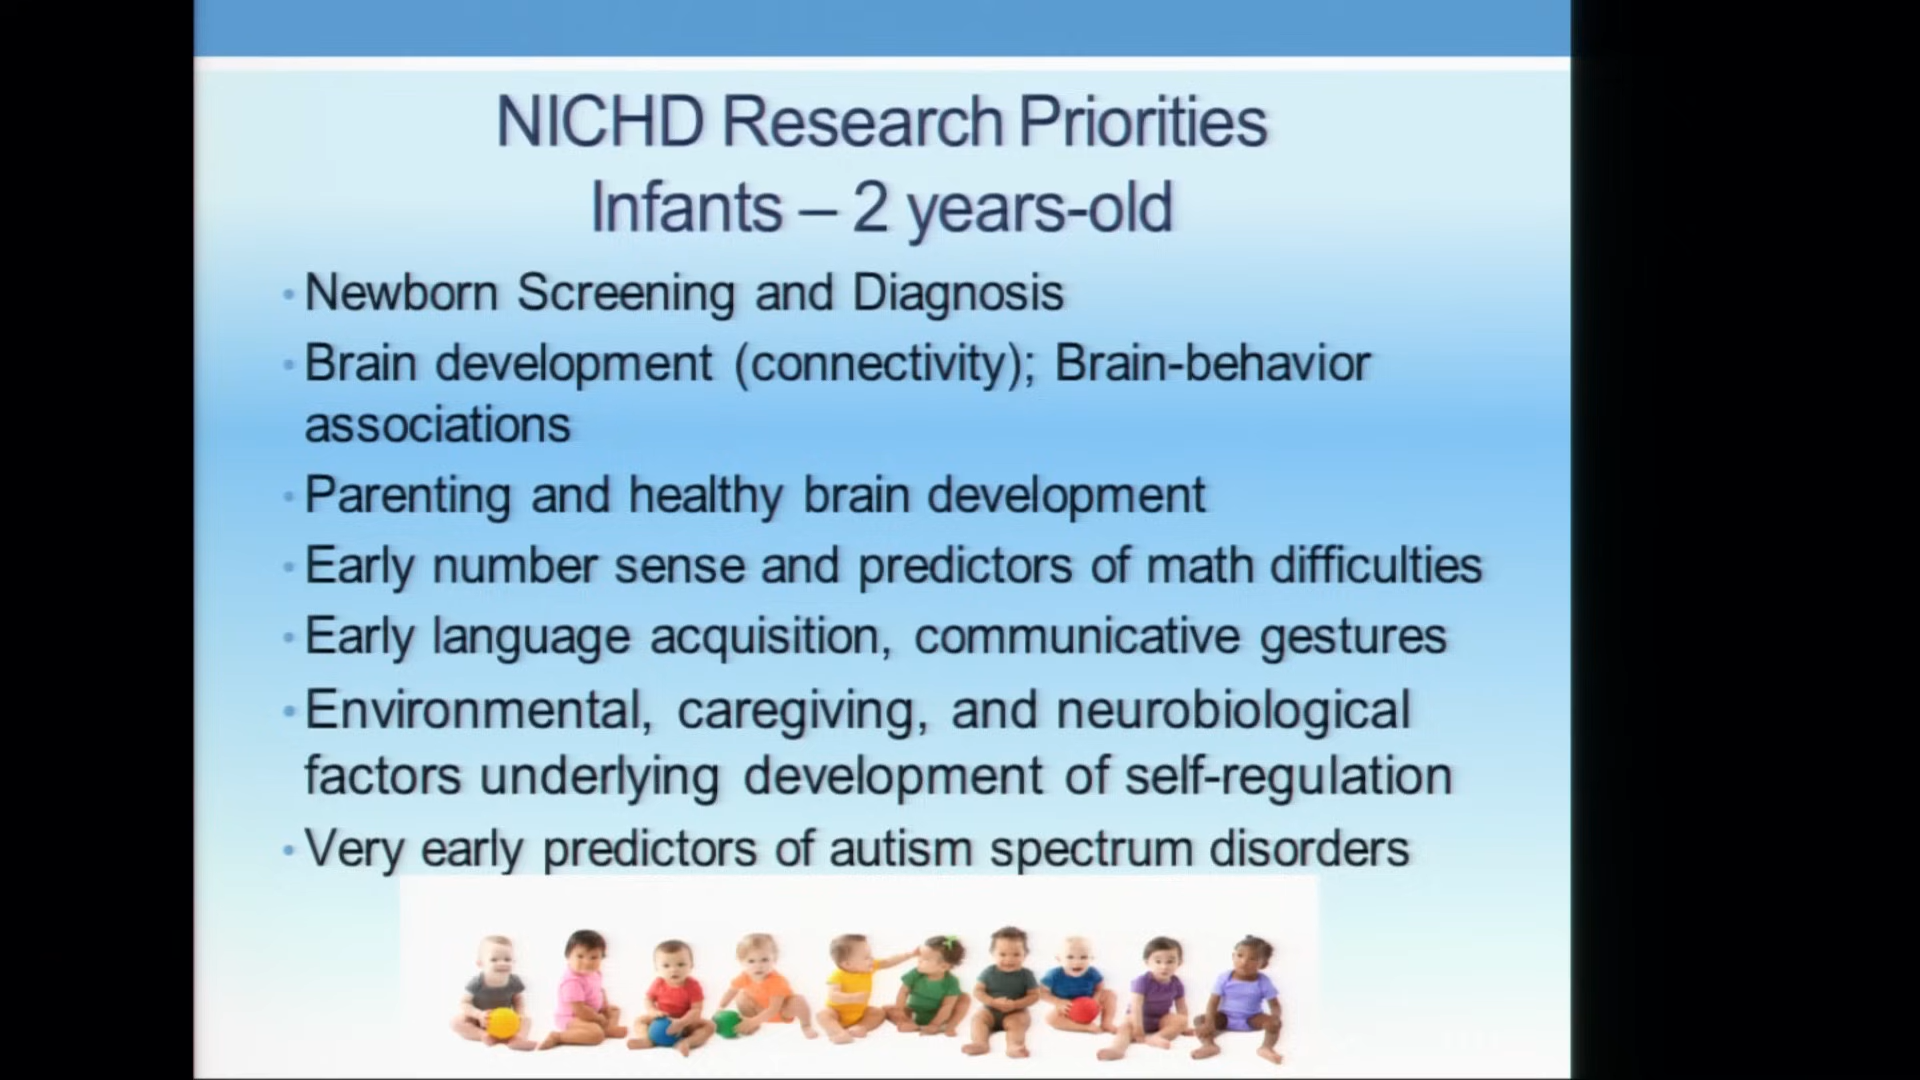 NICHD Research Priorities
Infants – 2 years-old
• Newborn Screening and Diagnosis
• Brain development (connectivity); Brain-behavior
associations
• Parenting and healthy brain development
• Early number sense and predictors of math difficulties
• Early language acquisition, communicative gestures
• Environmental, caregiving, and neurobiological
factors underlying development of self-regulation
• Very early predictors of autism spectrum disorders